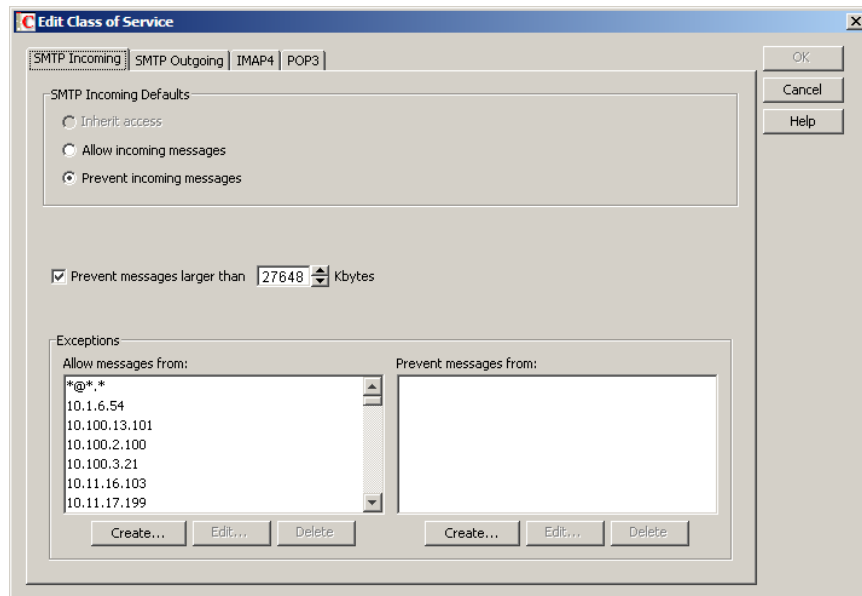 Edit Class of Service
SMTP Incoming SMTP Outgoing IMAP4 POP3
OK
Cancel
Help
SMTP Incoming Defaults
Inherit access
Allow incoming messages
Prevent incoming messages
Prevent messages larger than 27648 Kbytes
Exceptions
Allow messages from: Prevent messages from:
*@*.*
10.1.6.54
10.100.13.101
10.100.2.100
10.100.3.21
10.11.16.103
10.11.17.199
Create... Edit... Delete Create... Edit... Delete